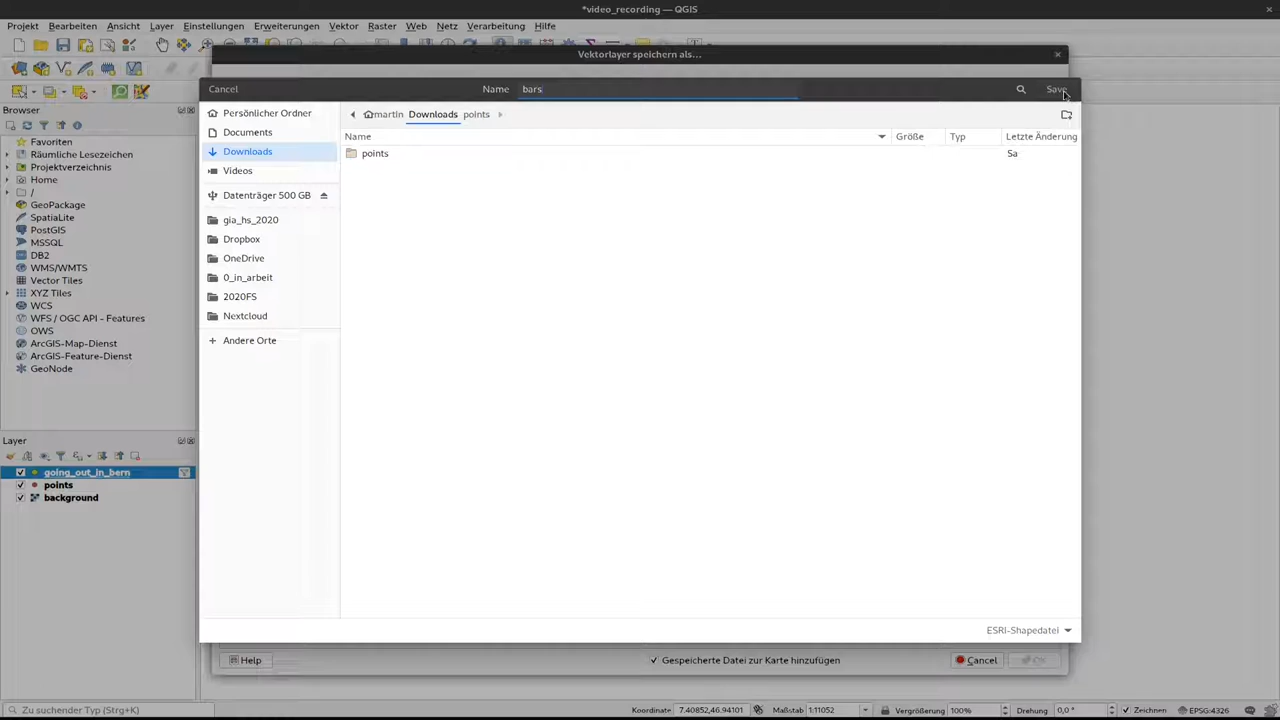 *video_recording — QGIS
Projekt Bearbeiten Ansicht Layer Einstellungen Erweiterungen Vektor Raster Web Netz Verarbeitung Hilfe
Vektorlayer speichern als…
Cancel Name bars Save
Browser
Favoriten
Räumliche Lesezeichen
Projektverzeichnis
Home
/
GeoPackage
SpatiaLite
PostGIS
MSSQL
DB2
WMS/WMTS
Vector Tiles
XYZ Tiles
WCS
WFS / OGC API - Features
OWS
ArcGIS-Map-Dienst
ArcGIS-Feature-Dienst
GeoNode
Persönlicher Ordner
Documents
Downloads
Videos
Datenträger 500 GB
gia_hs_2020
Dropbox
OneDrive
0_in_arbeit
2020FS
Nextcloud
Andere Orte
martin Downloads points
Name Größe Typ Letzte Änderung
points Sa
ESRI-Shapedatei
Layer
going_out_in_bern
points
background
Help Gespeicherte Datei zur Karte hinzufügen Cancel OK
Zu suchender Typ (Strg+K) Koordinate 7.40852,46.94101 Maßstab 1:11052 Vergrößerung 100% Drehung 0,0 ° Zeichnen EPSG:4326